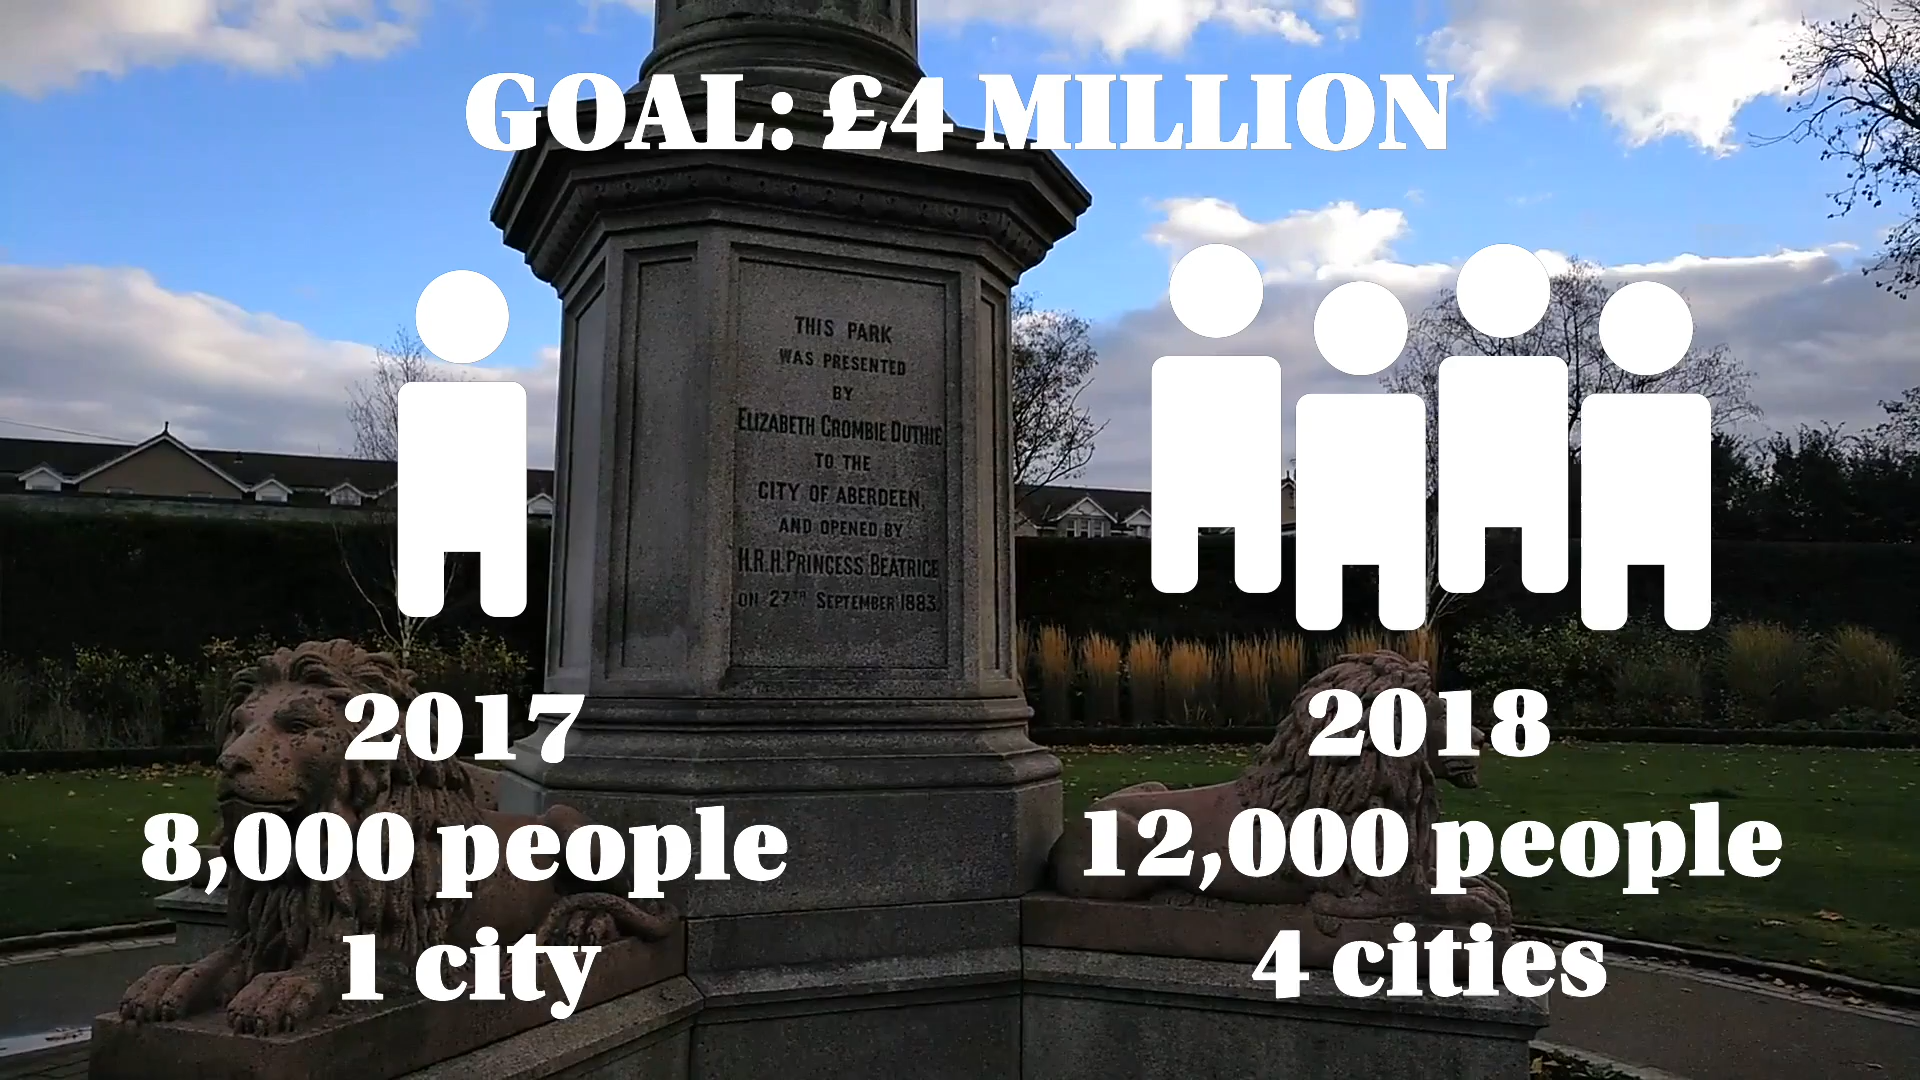 GOAL: £4 MILLION
THIS PARK
WAS PRESENTED
BY
ELIZABETH CROMBIE DUTHIE
TO THE
CITY OF ABERDEEN,
AND OPENED BY
H.R.H. PRINCESS BEATRICE
ON 27TH SEPTEMBER 1883.
2017
8,000 people
1 city
2018
12,000 people
4 cities